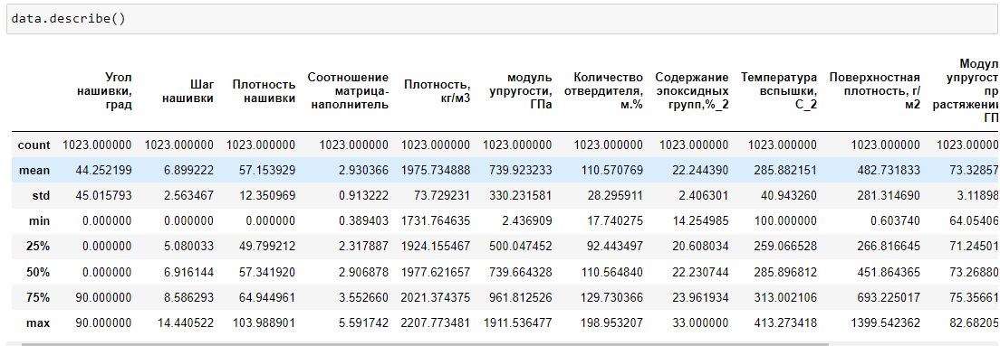 data.describe()
Угол нашивки, град Шаг нашивки Плотность нашивки Соотношение матрица-наполнитель Плотность, кг/м3 модуль упругости, ГПа Количество отвердителя, м.% Содержание эпоксидных групп,%_2 Температура вспышки, С_2 Поверхностная плотность, г/м2 Модул упругост пр растяжении ГП
count 1023.000000 1023.000000 1023.000000 1023.000000 1023.000000 1023.000000 1023.000000 1023.000000 1023.000000 1023.000000 1023.00000
mean 44.252199 6.899222 57.153929 2.930366 1975.734888 739.923233 110.570769 22.244390 285.882151 482.731833 73.32857
std 45.015793 2.563467 12.350969 0.913222 73.729231 330.231581 28.295911 2.406301 40.943260 281.314690 3.11898
min 0.000000 0.000000 0.000000 0.389403 1731.764635 2.436909 17.740275 14.254985 100.000000 0.603740 64.05406
25% 0.000000 5.080033 49.799212 2.317887 1924.155467 500.047452 92.443497 20.608034 259.066528 266.816645 71.24501
50% 0.000000 6.916144 57.341920 2.906878 1977.621657 739.664328 110.564840 22.230744 285.896812 451.864365 73.26880
75% 90.000000 8.586293 64.944961 3.552660 2021.374375 961.812526 129.730366 23.961934 313.002106 693.225017 75.35661
max 90.000000 14.440522 103.988901 5.591742 2207.773481 1911.536477 198.953207 33.000000 413.273418 1399.542362 82.68205